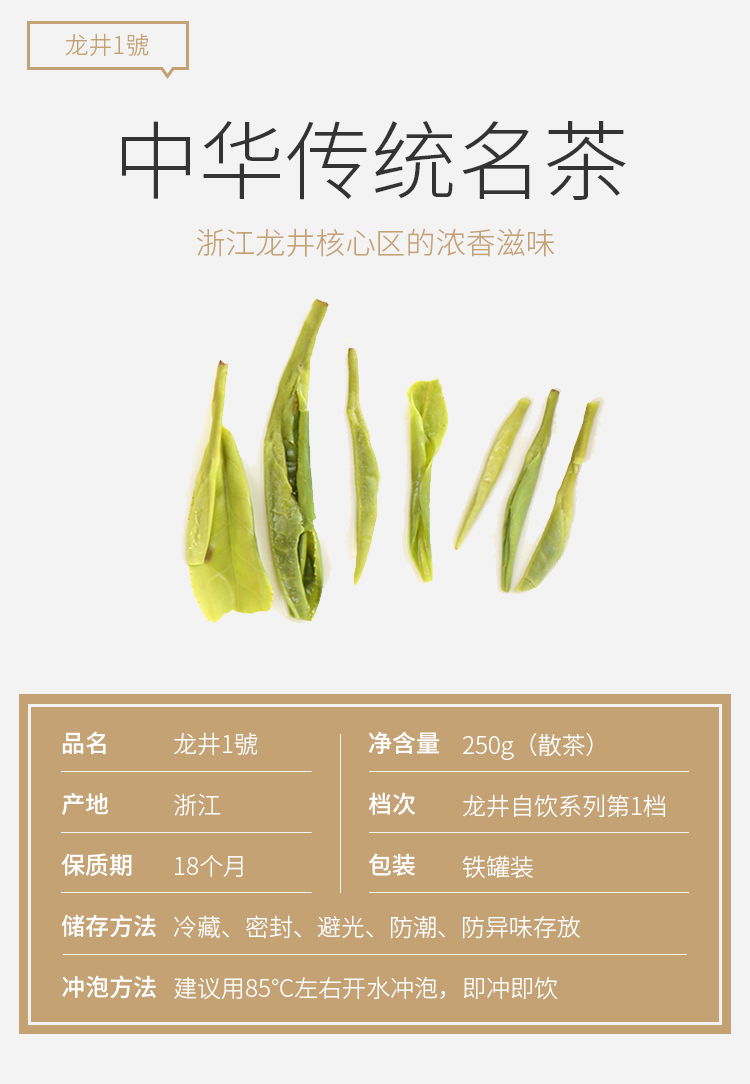 龙井1號
中华传统名茶
浙江龙井核心区的浓香滋味
品名 龙井1號 净含量 250g（散茶）
产地 浙江 档次 龙井自饮系列第1档
保质期 18个月 包装 铁罐装
储存方法 冷藏、密封、避光、防潮、防异味存放
冲泡方法 建议用85℃左右开水冲泡，即冲即饮